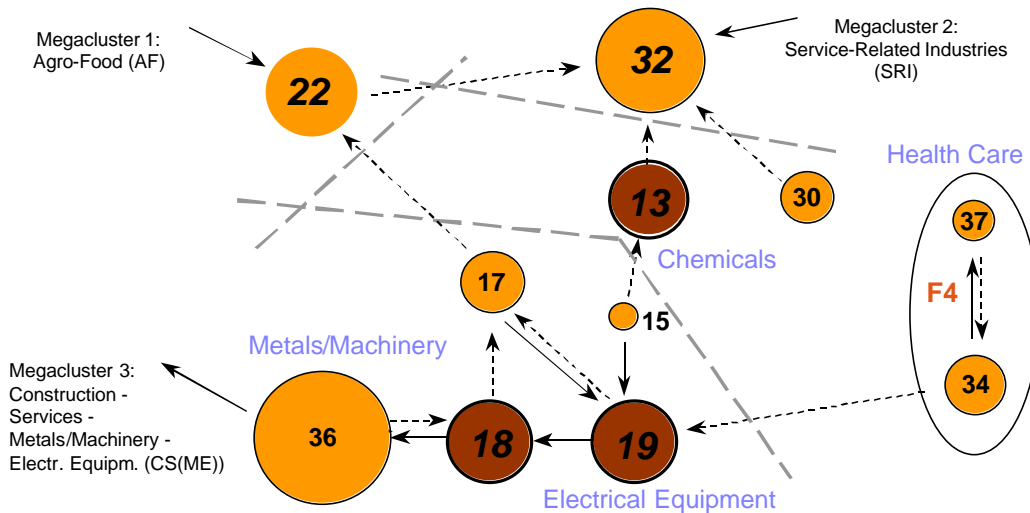 Megacluster 1:
Agro-Food (AF)
22
32
Megacluster 2:
Service-Related Industries
(SRI)
Health Care
13
30
37
Chemicals
17
F4
15
Metals/Machinery
Megacluster 3:
Construction -
Services -
Metals/Machinery -
Electr. Equipm. (CS(ME))
36
18
19
34
Electrical Equipment